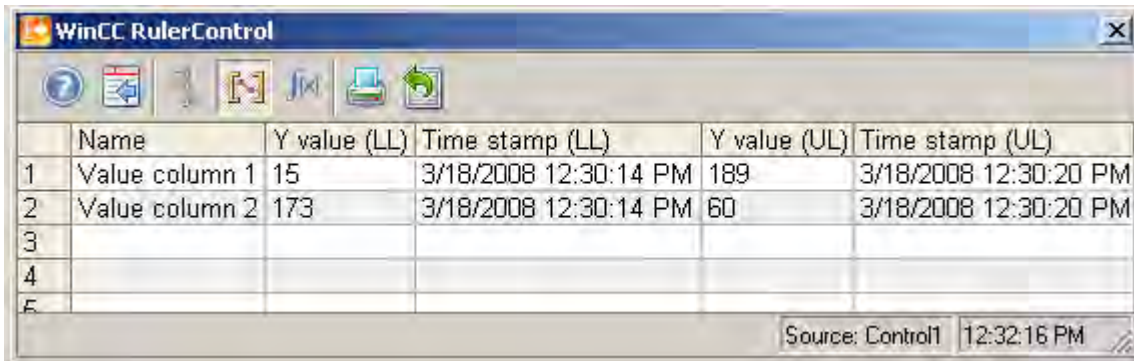 WinCC RulerControl
Name Y value (LL) Time stamp (LL) Y value (UL) Time stamp (UL)
1 Value column 1 15 3/18/2008 12:30:14 PM 189 3/18/2008 12:30:20 PM
2 Value column 2 173 3/18/2008 12:30:14 PM 60 3/18/2008 12:30:20 PM
3
4
5
Source: Control1 12:32:16 PM